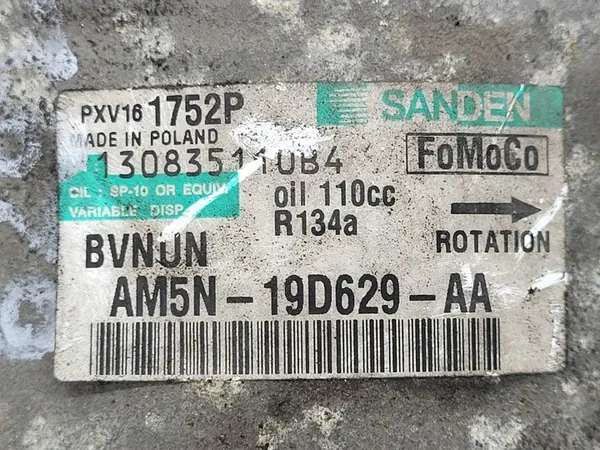 PXV16 1752P
SANDEN
MADE IN POLAND
130835110B4
FoMoCo
OIL - SP-10 OR EQUIV.
oil 110cc
VARIABLE DISP
R134a
ROTATION
BVNUN
AM5N-19D629-AA